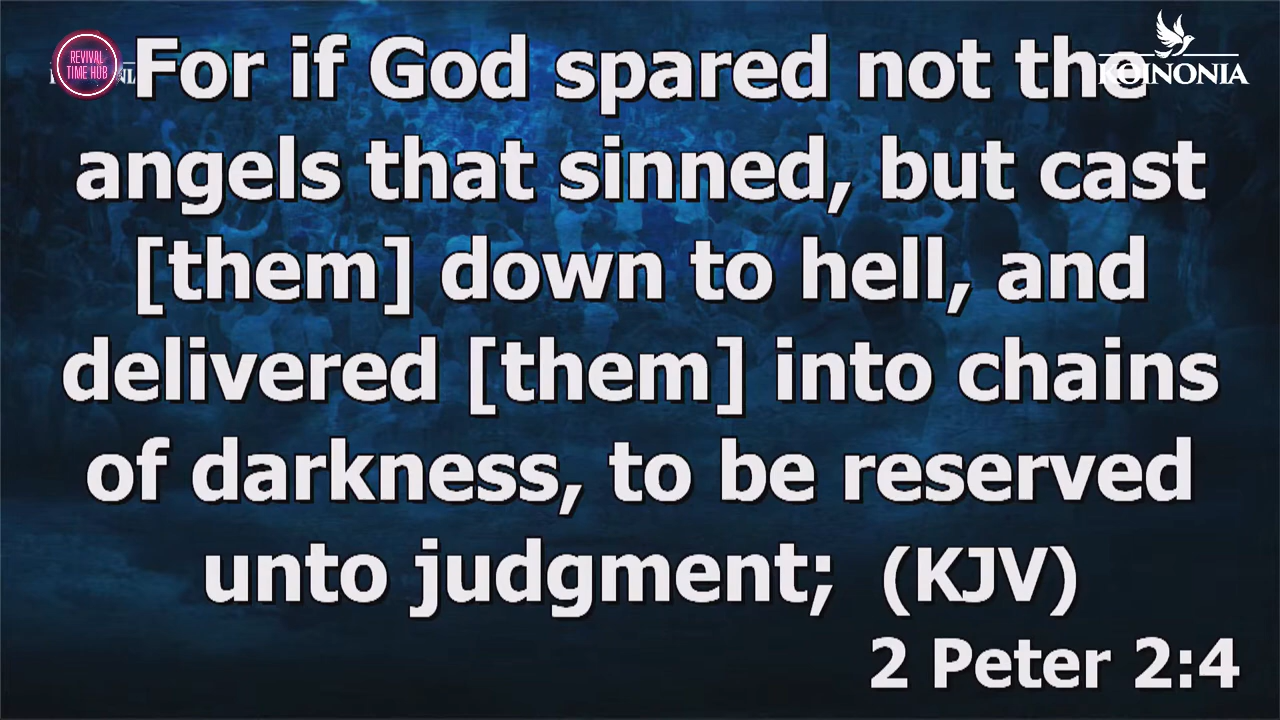 REVIVAL
TIME HUB
KOINONIA
For if God spared not the
angels that sinned, but cast
[them] down to hell, and
delivered [them] into chains
of darkness, to be reserved
unto judgment; (KJV)
2 Peter 2:4